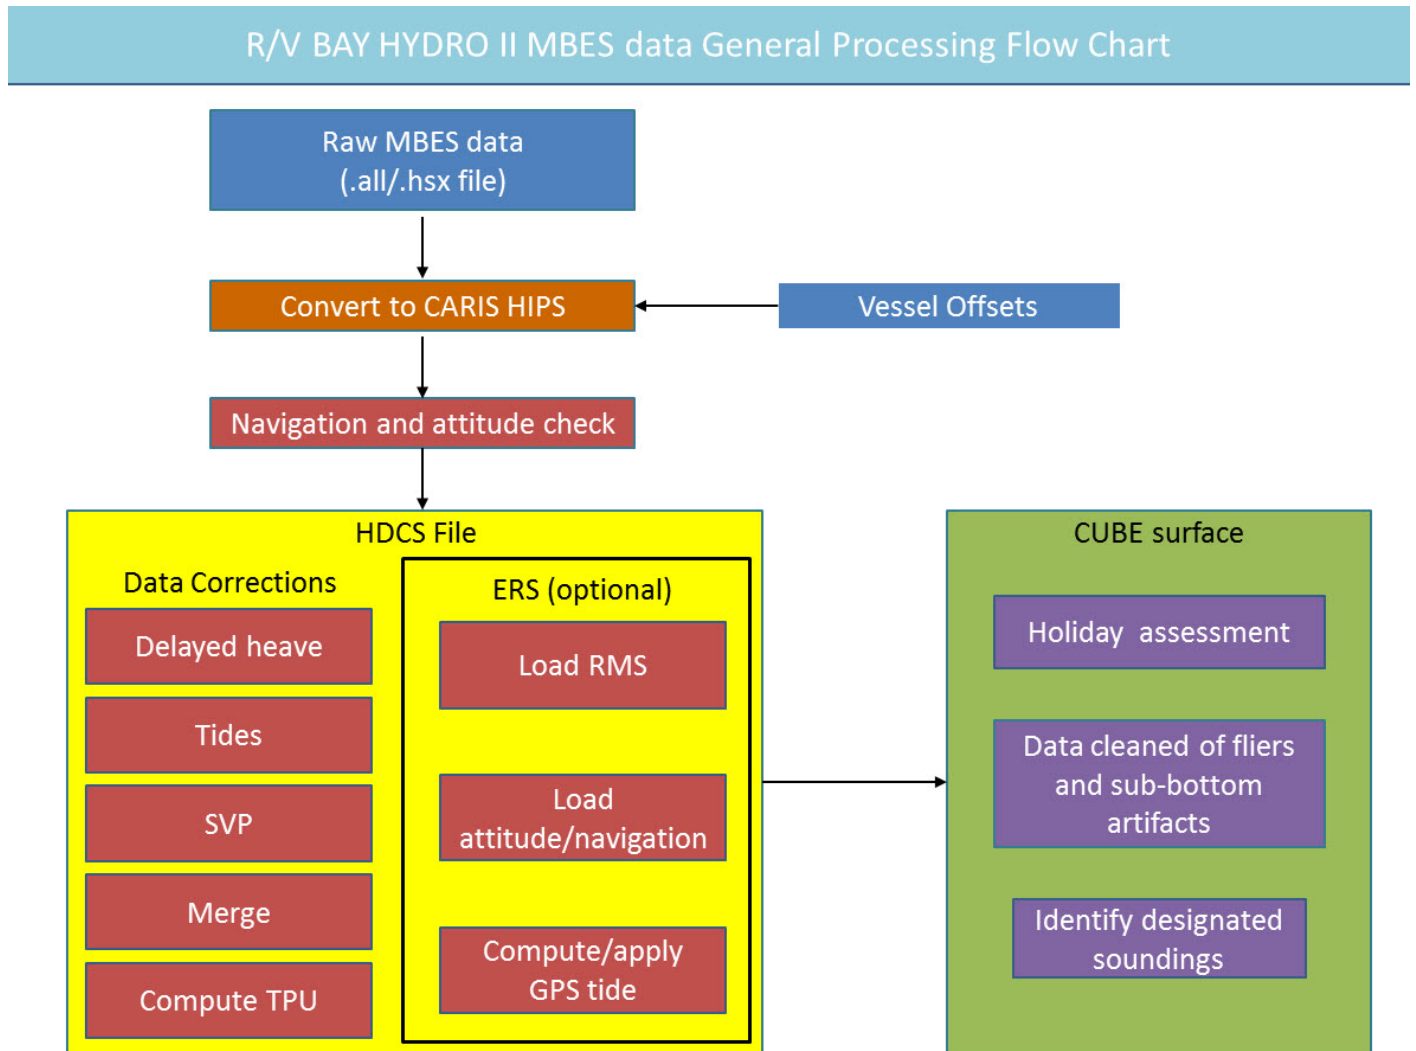 R/V BAY HYDRO II MBES data General Processing Flow Chart
Raw MBES data
(.all/.hsx file)
Convert to CARIS HIPS
Vessel Offsets
Navigation and attitude check
HDCS File
Data Corrections
Delayed heave
Tides
SVP
Merge
Compute TPU
ERS (optional)
Load RMS
Load
attitude/navigation
Compute/apply
GPS tide
CUBE surface
Holiday assessment
Data cleaned of fliers
and sub-bottom
artifacts
Identify designated
soundings